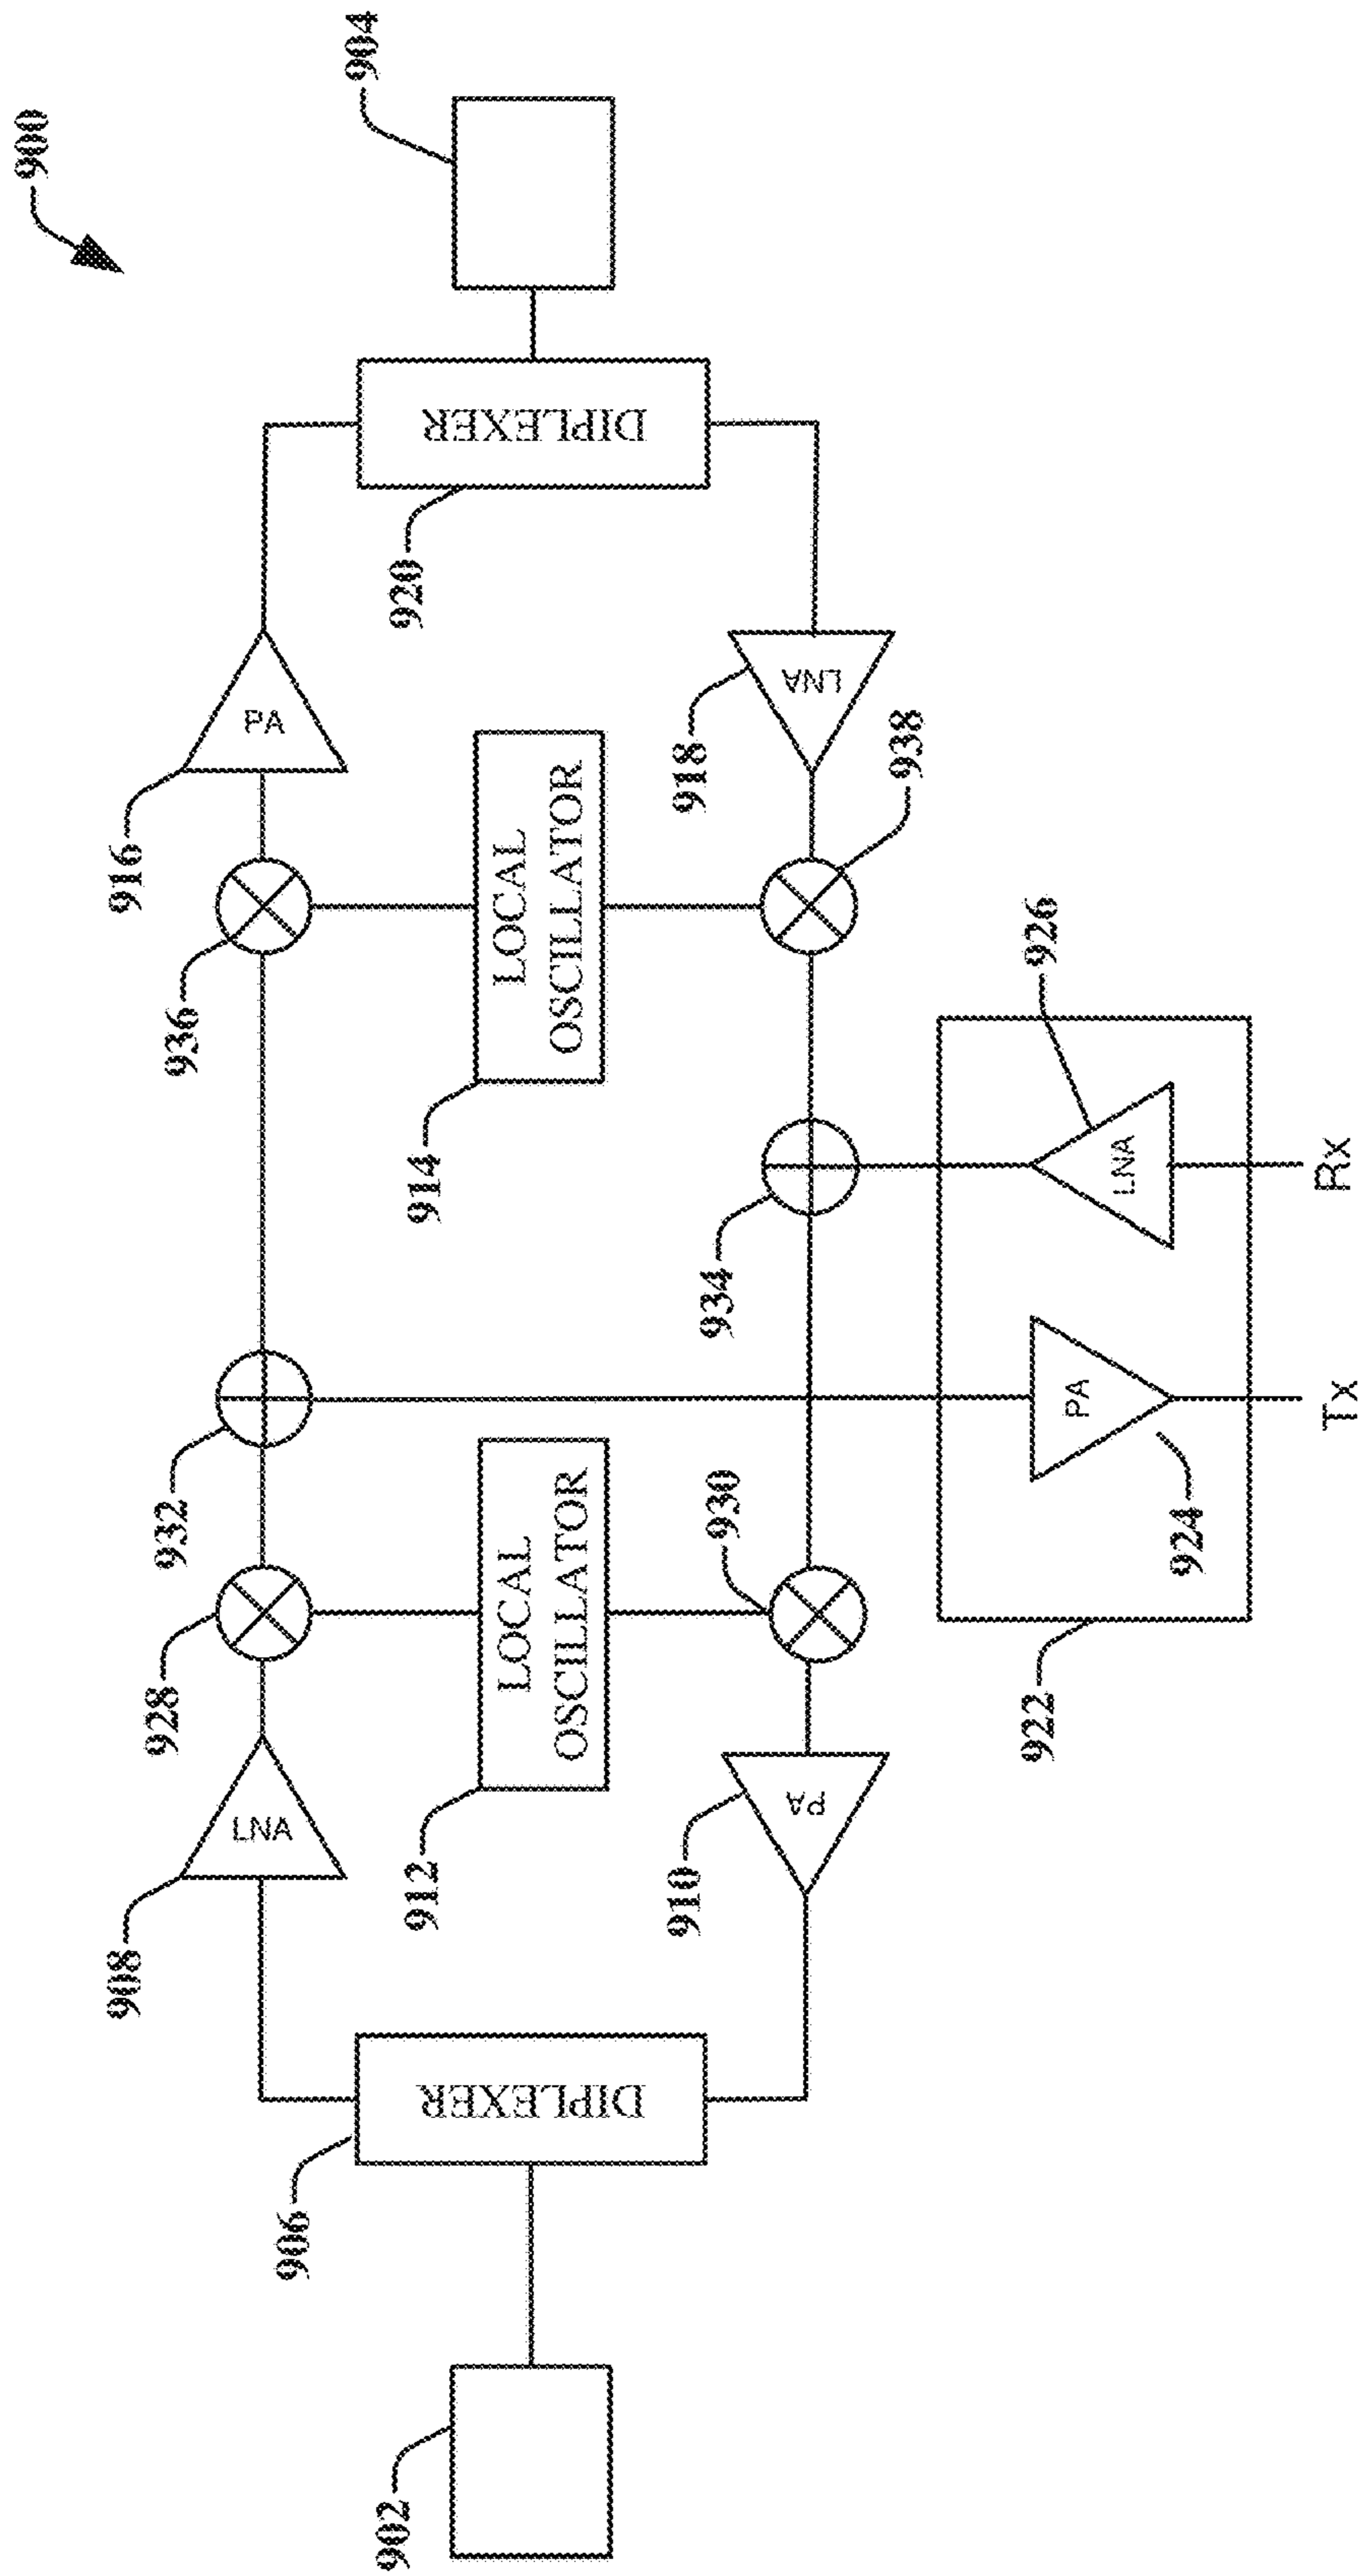 900
904
DIPLEXER
920
PA
916
LNA
918
936
938
LOCAL
OSCILLATOR
914
934
926
LNA
Rx
932
PA
924
Tx
922
928
930
LOCAL
OSCILLATOR
912
LNA
908
PA
910
DIPLEXER
906
902